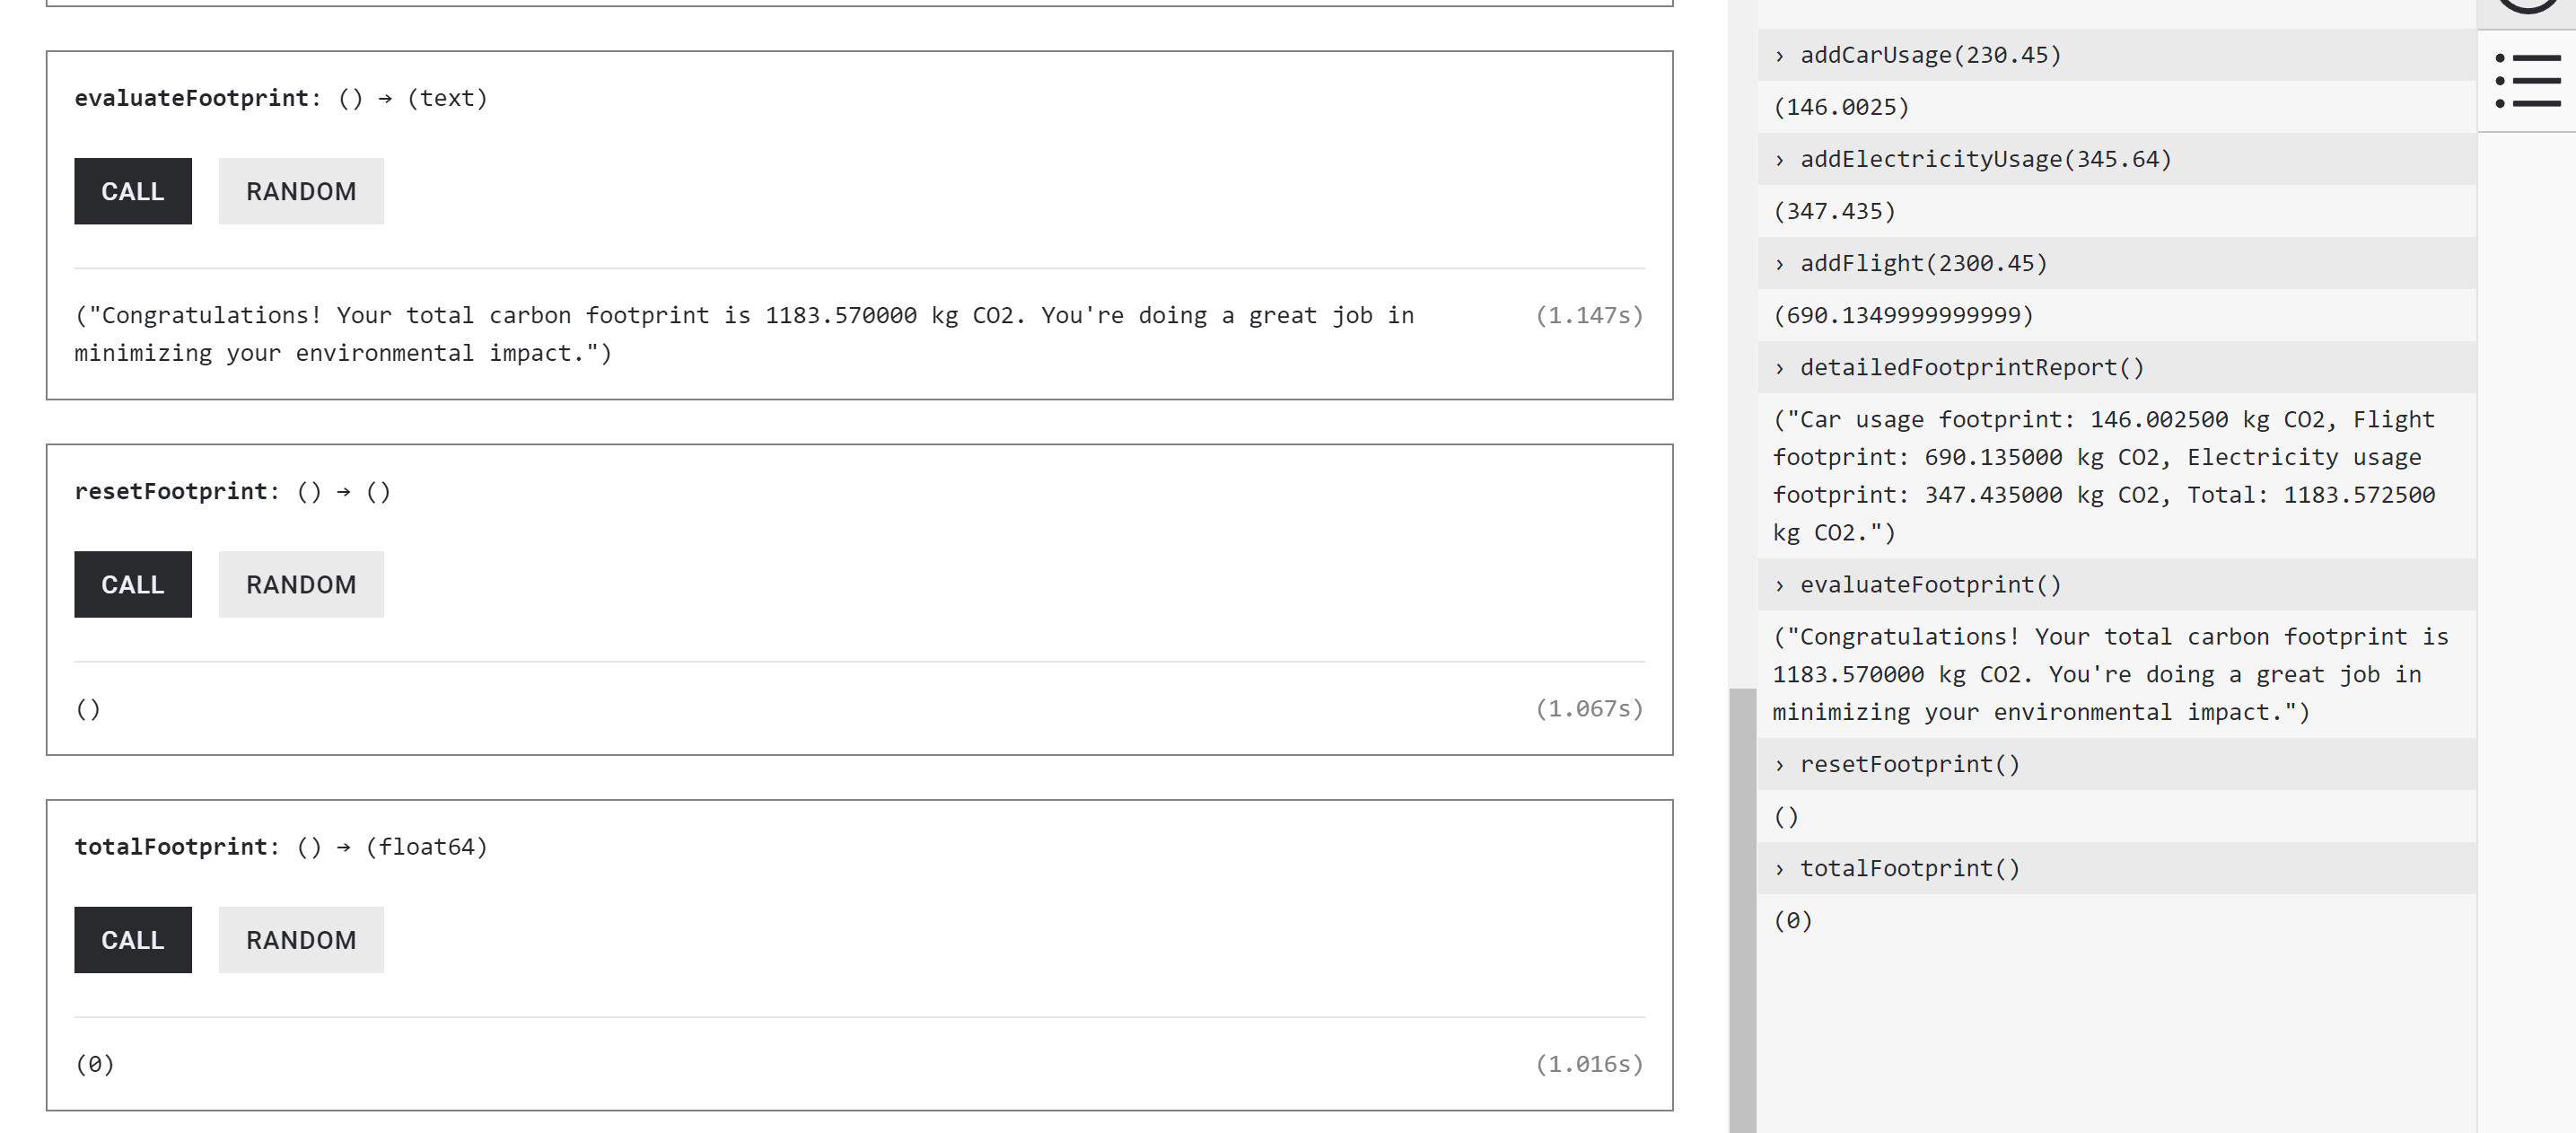 evaluateFootprint: () → (text)
CALL
RANDOM
("Congratulations! Your total carbon footprint is 1183.570000 kg CO2. You're doing a great job in
minimizing your environmental impact.")
(1.147s)
resetFootprint: () → ()
CALL
RANDOM
()
(1.067s)
totalFootprint: () → (float64)
CALL
RANDOM
(0)
(1.016s)
› addCarUsage(230.45)
(146.0025)
› addElectricityUsage(345.64)
(347.435)
› addFlight(2300.45)
(690.1349999999999)
› detailedFootprintReport()
("Car usage footprint: 146.002500 kg CO2, Flight
footprint: 690.135000 kg CO2, Electricity usage
footprint: 347.435000 kg CO2, Total: 1183.572500
kg CO2.")
› evaluateFootprint()
("Congratulations! Your total carbon footprint is
1183.570000 kg CO2. You're doing a great job in
minimizing your environmental impact.")
› resetFootprint()
()
› totalFootprint()
(0)